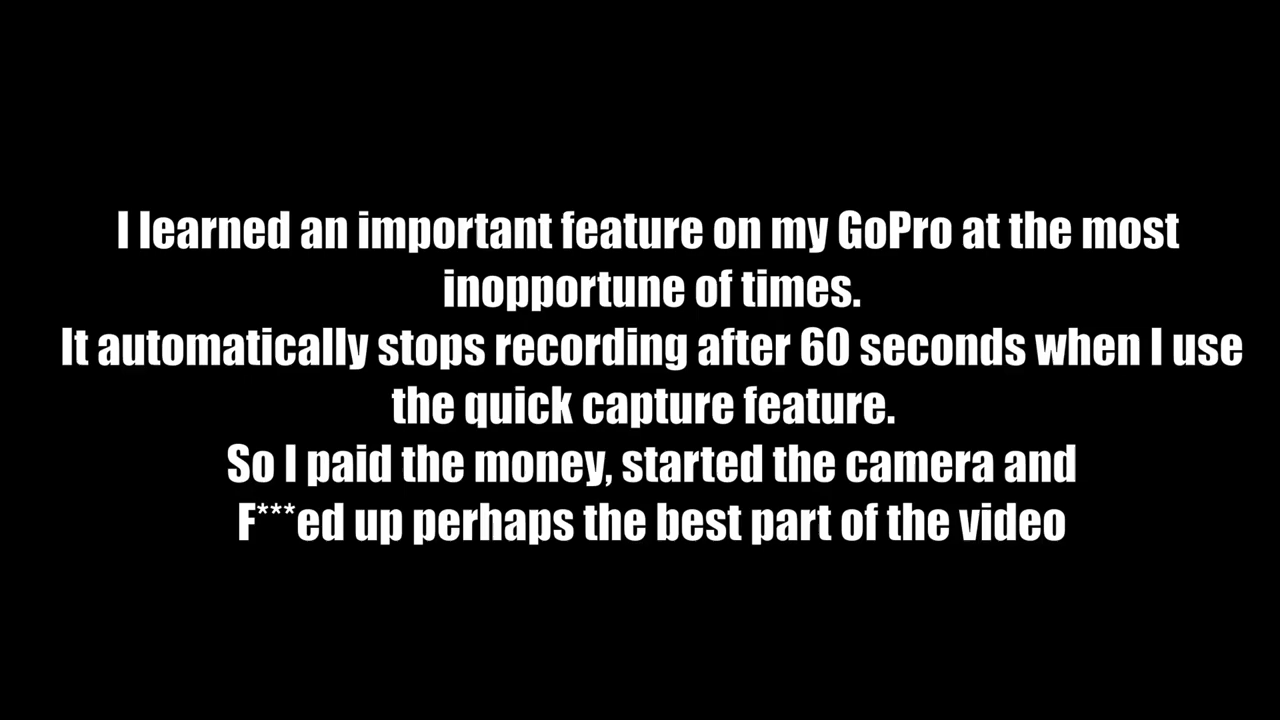 I learned an important feature on my GoPro at the most
inopportune of times.
It automatically stops recording after 60 seconds when I use
the quick capture feature.
So I paid the money, started the camera and
F***ed up perhaps the best part of the video